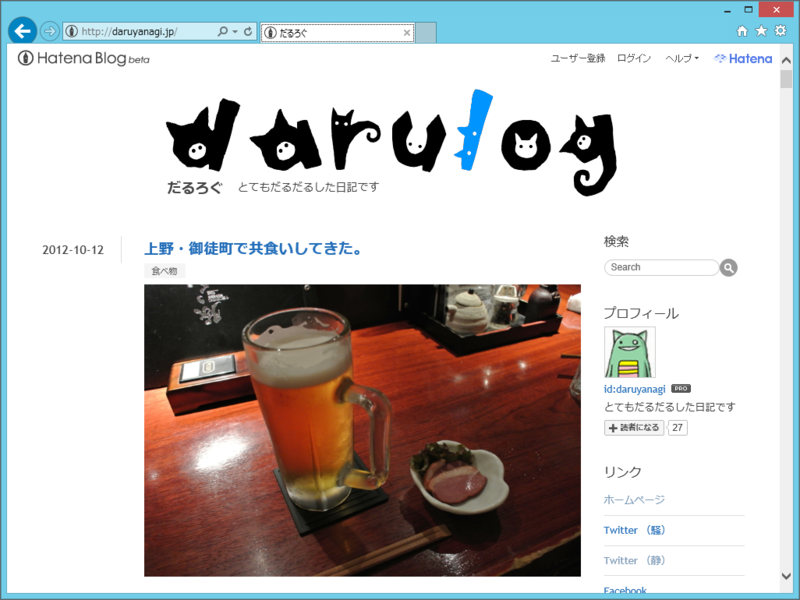 http://daruyanagi.jp/
だるろぐ
Hatena Blog beta
ユーザー登録 ログイン ヘルプ Hatena
darulog
だるろぐ とてもだるだるした日記です
2012-10-12
上野・御徒町で共食いしてきた。
食べ物
検索
Search
プロフィール
id:daruyanagi PRO
とてもだるだるした日記です
読者になる 27
リンク
ホームページ
Twitter （騒）
Twitter （静）
Facebook